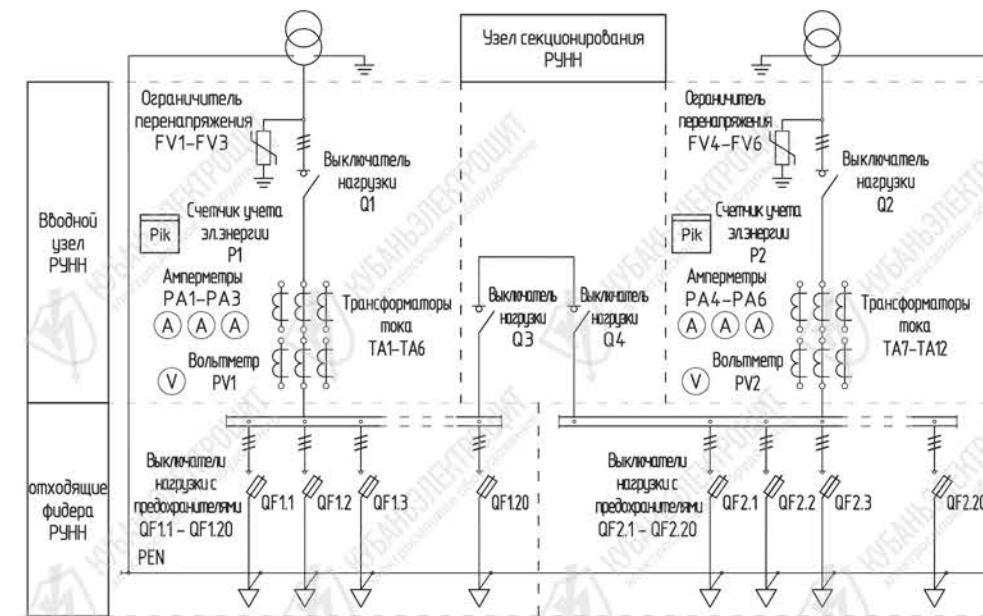 Узел секционирования
РУНН
Вводной
узел
РУНН
Ограничитель
перенапряжения
FV1-FV3
Выключатель
нагрузки
Q1
Pik
Счетчик учета
эл.энергии
P1
Амперметры
PA1-PA3
A A A
Трансформаторы
тока
TA1-TA6
Вольтметр
PV1
V
Выключатель
нагрузки
Q3
Выключатель
нагрузки
Q4
Ограничитель
перенапряжения
FV4-FV6
Выключатель
нагрузки
Q2
Pik
Счетчик учета
эл.энергии
P2
Амперметры
PA4-PA6
A A A
Трансформаторы
тока
TA7-TA12
Вольтметр
PV2
V
отходящие
фидера
РУНН
Выключатели
нагрузки с
предохранителями
QF1.1 - QF1.20
PEN
QF1.1 QF1.2 QF1.3 QF1.20
Выключатели
нагрузки с
предохранителями
QF2.1 - QF2.20
QF2.1 QF2.2 QF2.3 QF2.20
КУБАНЬЭЛЕКТРОЩИТ